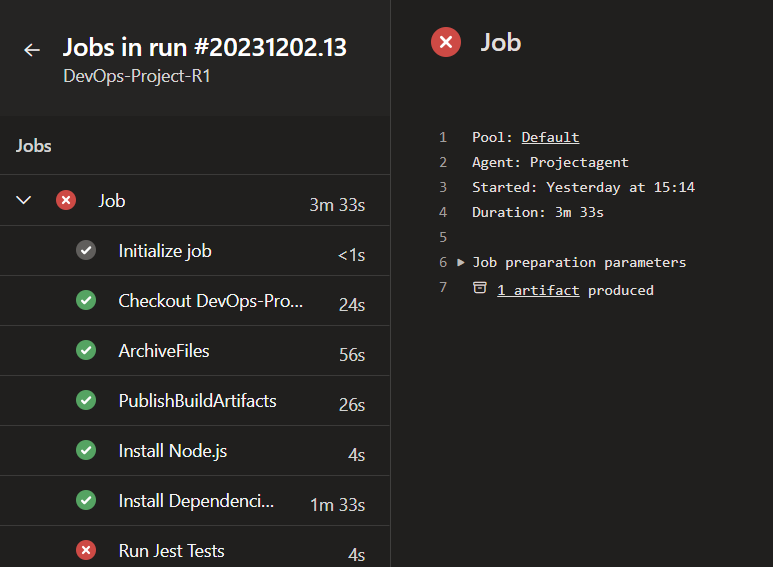 Jobs in run #20231202.13
DevOps-Project-R1
Jobs
Job 3m 33s
Initialize job <1s
Checkout DevOps-Pro... 24s
ArchiveFiles 56s
PublishBuildArtifacts 26s
Install Node.js 4s
Install Dependenci... 1m 33s
Run Jest Tests 4s
Job
1 Pool: Default
2 Agent: Projectagent
3 Started: Yesterday at 15:14
4 Duration: 3m 33s
5
6 Job preparation parameters
7 1 artifact produced